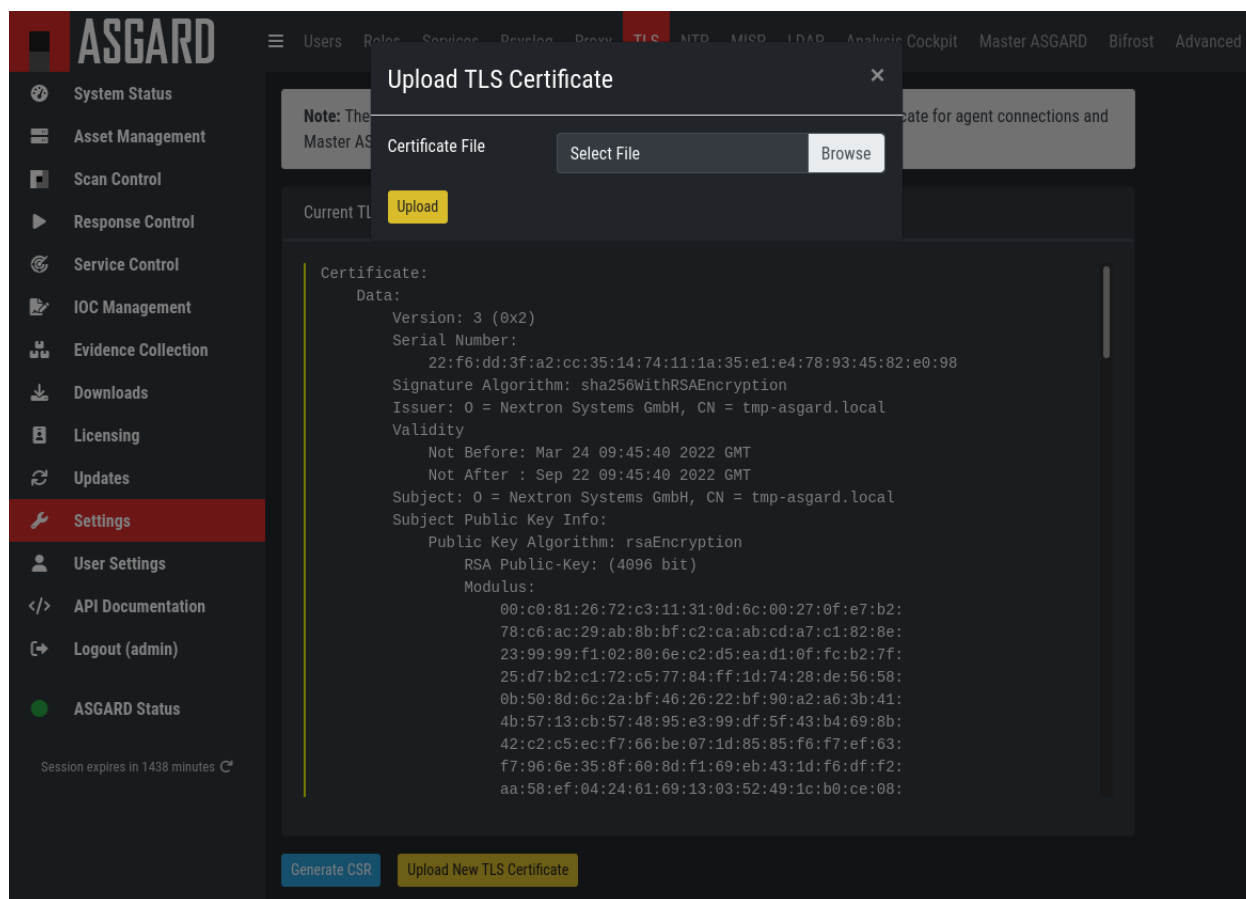 ASGARD
Users Roles Services Rsyslog Proxy TLS NTP MISP LDAP Analysis Cockpit Master ASGARD Bifrost Advanced
System Status
Asset Management
Scan Control
Response Control
Service Control
IOC Management
Evidence Collection
Downloads
Licensing
Updates
Settings
User Settings
</> API Documentation
Logout (admin)
ASGARD Status
Session expires in 1438 minutes
Upload TLS Certificate ×
Certificate File Select File Browse
Upload
Note: The cate for agent connections and
Master AS
Current TL
Certificate:
Data:
Version: 3 (0x2)
Serial Number:
22:f6:dd:3f:a2:cc:35:14:74:11:1a:35:e1:e4:78:93:45:82:e0:98
Signature Algorithm: sha256WithRSAEncryption
Issuer: O = Nextron Systems GmbH, CN = tmp-asgard.local
Validity
Not Before: Mar 24 09:45:40 2022 GMT
Not After : Sep 22 09:45:40 2022 GMT
Subject: O = Nextron Systems GmbH, CN = tmp-asgard.local
Subject Public Key Info:
Public Key Algorithm: rsaEncryption
RSA Public-Key: (4096 bit)
Modulus:
00:c0:81:26:72:c3:11:31:0d:6c:00:27:0f:e7:b2:
78:c6:ac:29:ab:8b:bf:c2:ca:ab:cd:a7:c1:82:8e:
23:99:99:f1:02:80:6e:c2:d5:ea:d1:0f:fc:b2:7f:
25:d7:b2:c1:72:c5:77:84:ff:1d:74:28:de:56:58:
0b:50:8d:6c:2a:bf:46:26:22:bf:90:a2:a6:3b:41:
4b:57:13:cb:57:48:95:e3:99:df:5f:43:b4:69:8b:
42:c2:c5:ec:f7:66:be:07:1d:85:85:f6:f7:ef:63:
f7:96:6e:35:8f:60:8d:f1:69:eb:43:1d:f6:df:f2:
aa:58:ef:04:24:61:69:13:03:52:49:1c:b0:ce:08:
Generate CSR Upload New TLS Certificate